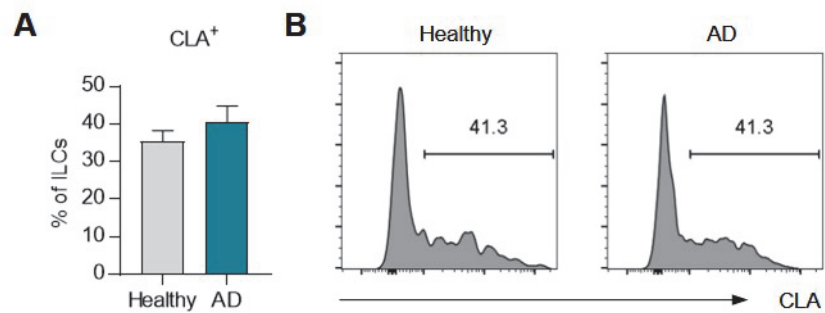 A
CLA+
% of ILCs
50
40
30
20
10
0
Healthy AD
B
Healthy
41.3
AD
41.3
CLA